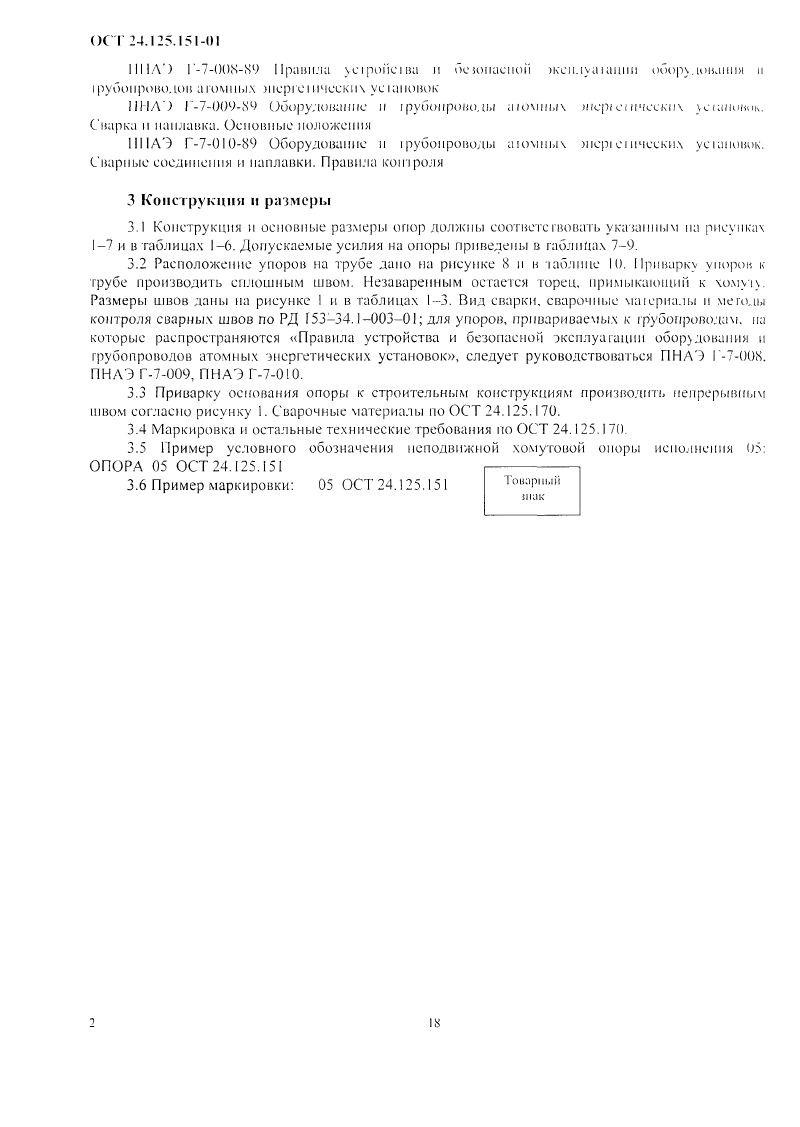 ОСТ 24.125.151-01
ПНАЭ Г-7-008-89 Правила устройства и безопасной эксплуатации оборудования и
трубопроводов атомных энергетических установок
ПНАЭ Г-7-009-89 Оборудование и трубопроводы атомных энергетических установок.
Сварка и наплавка. Основные положения
ПНАЭ Г-7-010-89 Оборудование и трубопроводы атомных энергетических установок.
Сварные соединения и наплавки. Правила контроля
3 Конструкция и размеры
3.1 Конструкция и основные размеры опор должны соответствовать указанным на рисунках
1–7 и в таблицах 1–6. Допускаемые усилия на опоры приведены в таблицах 7–9.
3.2 Расположение упоров на трубе дано на рисунке 8 и в таблице 10. Приварку упоров к
трубе производить сплошным швом. Незаваренным остается торец, примыкающий к хомуту.
Размеры швов даны на рисунке 1 и в таблицах 1–3. Вид сварки, сварочные материалы и методы
контроля сварных швов по РД 153–34.1–003–01; для упоров, привариваемых к трубопроводам, на
которые распространяются «Правила устройства и безопасной эксплуатации оборудования и
трубопроводов атомных энергетических установок», следует руководствоваться ПНАЭ Г-7-008,
ПНАЭ Г-7-009, ПНАЭ Г-7-010.
3.3 Приварку основания опоры к строительным конструкциям производить непрерывным
швом согласно рисунку 1. Сварочные материалы по ОСТ 24.125.170.
3.4 Маркировка и остальные технические требования по ОСТ 24.125.170.
3.5 Пример условного обозначения неподвижной хомутовой опоры исполнения 05:
ОПОРА 05 ОСТ 24.125.151
3.6 Пример маркировки: 05 ОСТ 24.125.151
Товарный
знак
2
18